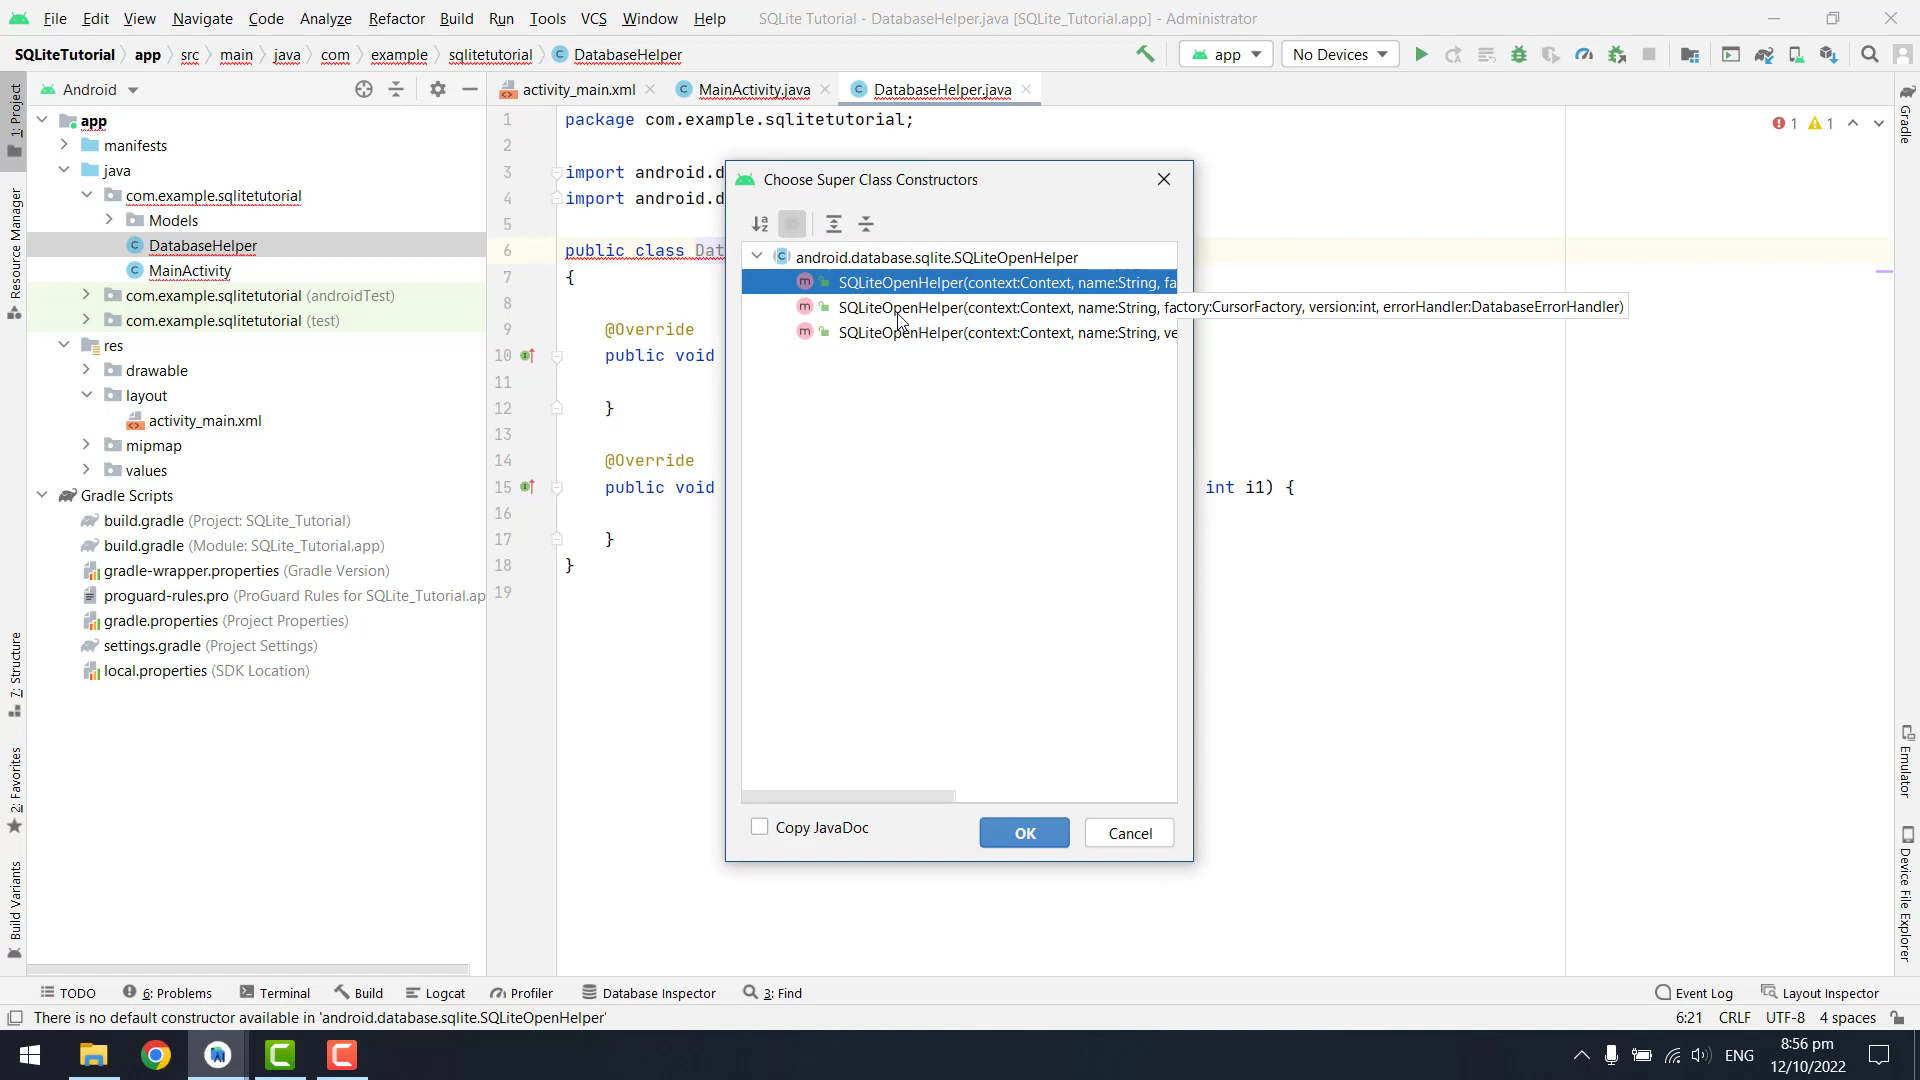 File Edit View Navigate Code Analyze Refactor Build Run Tools VCS Window Help SQLite Tutorial - DatabaseHelper.java [SQLite_Tutorial.app] - Administrator
SQLiteTutorial app src main java com example sqlitetutorial DatabaseHelper app No Devices
Android
activity_main.xml MainActivity.java DatabaseHelper.java
1: Project
Resource Manager
7: Structure
2: Favorites
Build Variants
app
manifests
java
com.example.sqlitetutorial
Models
DatabaseHelper
MainActivity
com.example.sqlitetutorial (androidTest)
com.example.sqlitetutorial (test)
res
drawable
layout
activity_main.xml
mipmap
values
Gradle Scripts
build.gradle (Project: SQLite_Tutorial)
build.gradle (Module: SQLite_Tutorial.app)
gradle-wrapper.properties (Gradle Version)
proguard-rules.pro (ProGuard Rules for SQLite_Tutorial.ap
gradle.properties (Project Properties)
settings.gradle (Project Settings)
local.properties (SDK Location)
1 package com.example.sqlitetutorial;
2
3 import android.d
4 import android.d
5
6 public class Dat
7 {
8
9 @Override
10 public void
11
12 }
13
14 @Override
15 public void int i1) {
16
17 }
18 }
19
1 1
Choose Super Class Constructors
android.database.sqlite.SQLiteOpenHelper
SQLiteOpenHelper(context:Context, name:String, fa
SQLiteOpenHelper(context:Context, name:String, factory:CursorFactory, version:int, errorHandler:DatabaseErrorHandler)
SQLiteOpenHelper(context:Context, name:String, ve
Copy JavaDoc
OK
Cancel
Gradle
Emulator
Device File Explorer
TODO 6: Problems Terminal Build Logcat Profiler Database Inspector 3: Find Event Log Layout Inspector
There is no default constructor available in 'android.database.sqlite.SQLiteOpenHelper' 6:21 CRLF UTF-8 4 spaces
ENG
8:56 pm
12/10/2022